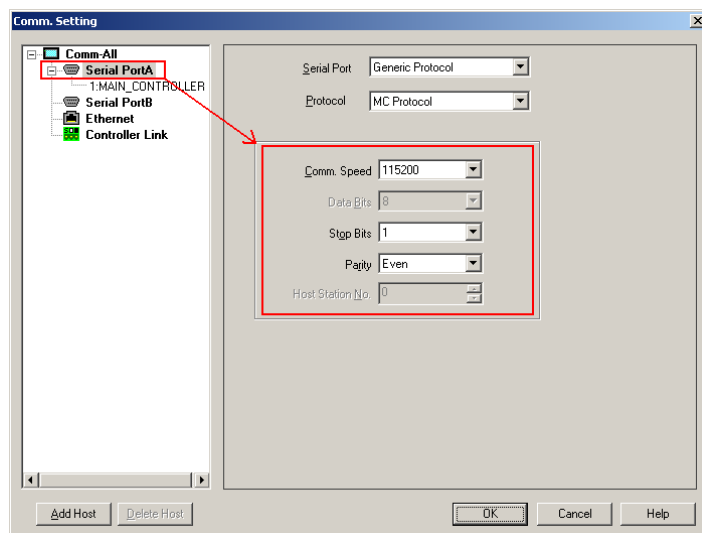 Comm. Setting
Comm-All
Serial PortA
1:MAIN_CONTROLLER
Serial PortB
Ethernet
Controller Link
Serial Port Generic Protocol
Protocol MC Protocol
Comm. Speed 115200
Data Bits 8
Stop Bits 1
Parity Even
Host Station No. 0
Add Host Delete Host OK Cancel Help